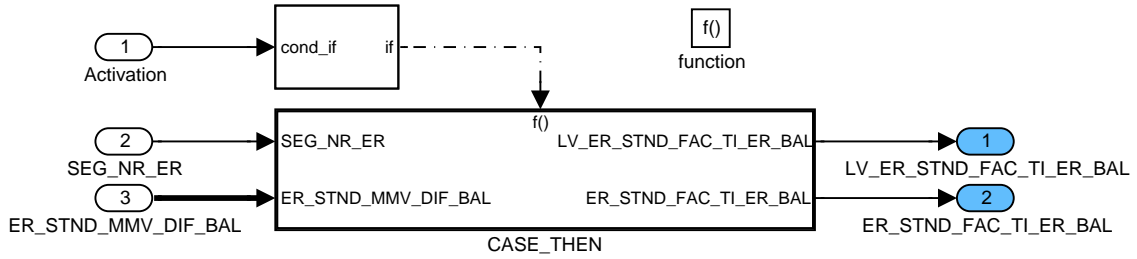 1
Activation
cond_if
if
f()
function
f()
2
SEG_NR_ER
SEG_NR_ER
LV_ER_STND_FAC_TI_ER_BAL
1
LV_ER_STND_FAC_TI_ER_BAL
3
ER_STND_MMV_DIF_BAL
ER_STND_MMV_DIF_BAL
ER_STND_FAC_TI_ER_BAL
2
ER_STND_FAC_TI_ER_BAL
CASE_THEN